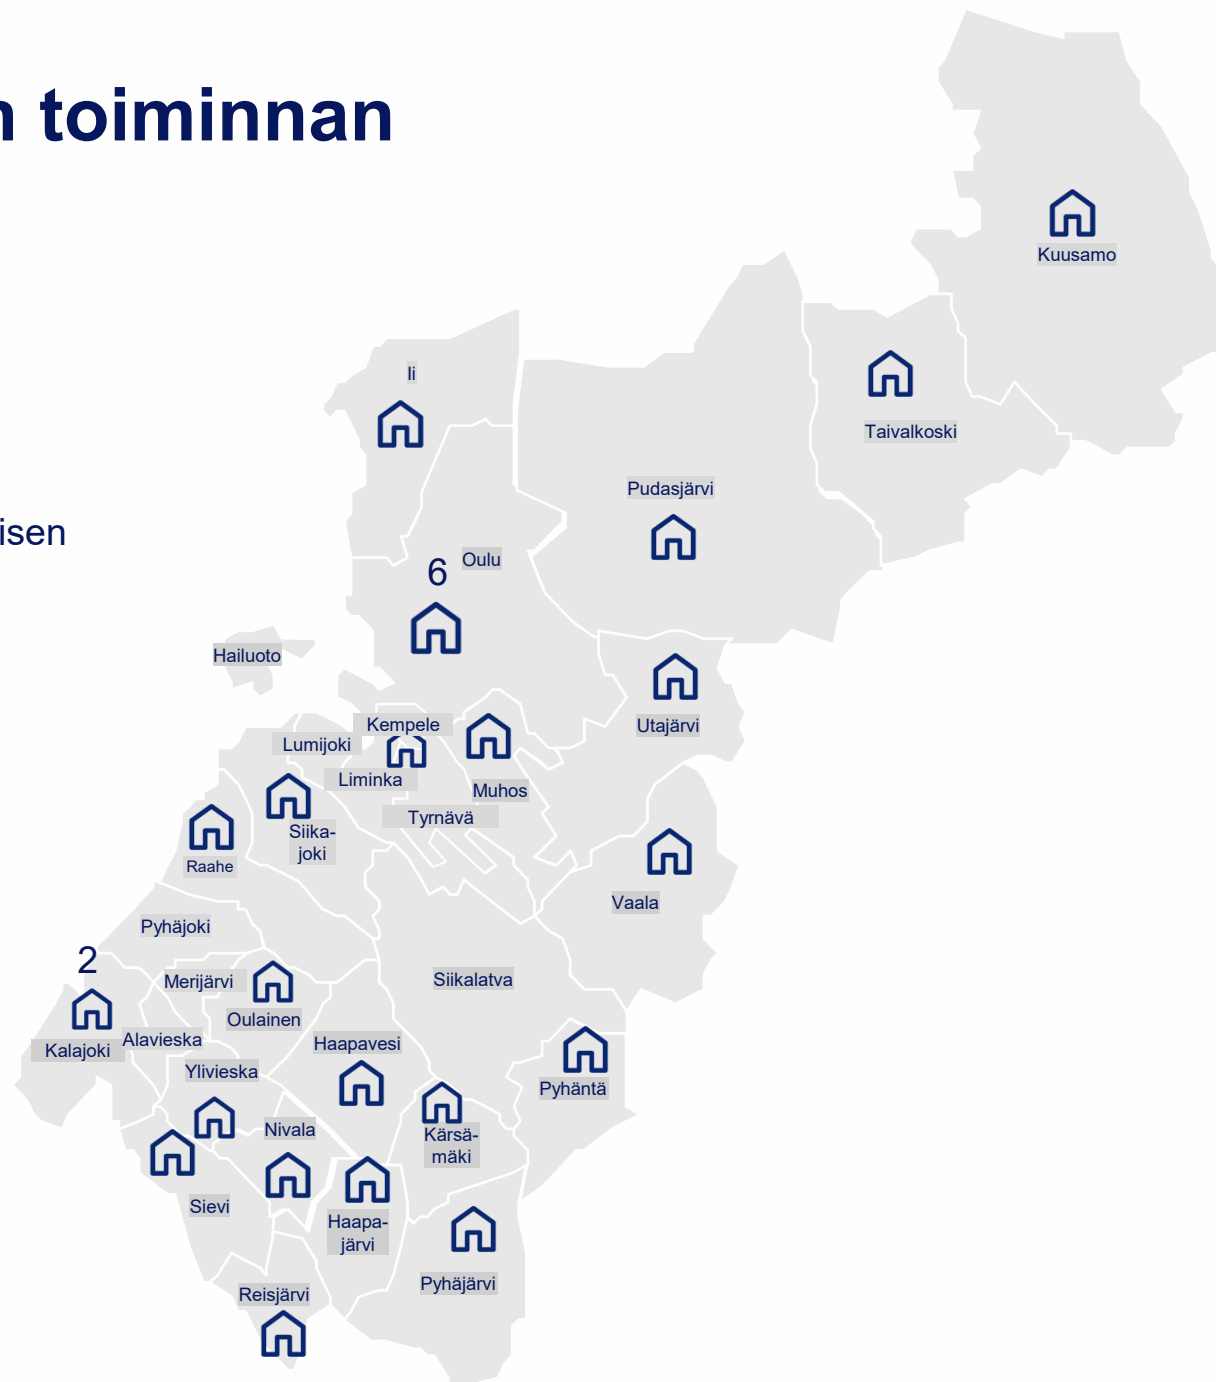 n toiminnan
Kuusamo
Ii
Taivalkoski
Pudasjärvi
isen
Oulu
6
Hailuoto
Utajärvi
Kempele
Lumijoki
Liminka
Muhos
Tyrnävä
Siika-
joki
Raahe
Vaala
Pyhäjoki
2
Merijärvi
Siikalatva
Oulainen
Alavieska
Kalajoki
Haapavesi
Ylivieska
Pyhäntä
Nivala
Kärsä-
mäki
Sievi
Haapa-
järvi
Pyhäjärvi
Reisjärvi